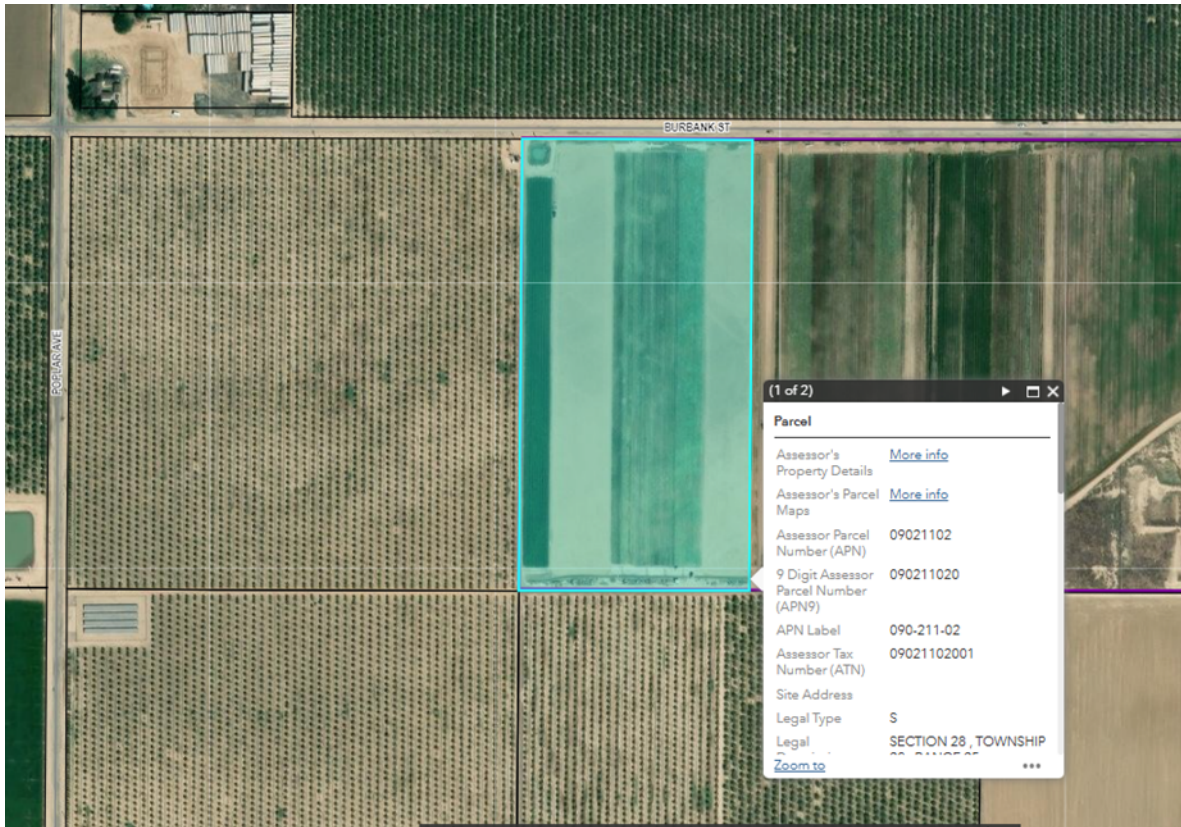 BURBANK ST
POPLAR AVE
(1 of 2)
Parcel
Assessor's Property Details More info
Assessor's Parcel Maps More info
Assessor Parcel Number (APN) 09021102
9 Digit Assessor Parcel Number (APN9) 090211020
APN Label 090-211-02
Assessor Tax Number (ATN) 09021102001
Site Address
Legal Type S
Legal SECTION 28 , TOWNSHIP
Zoom to